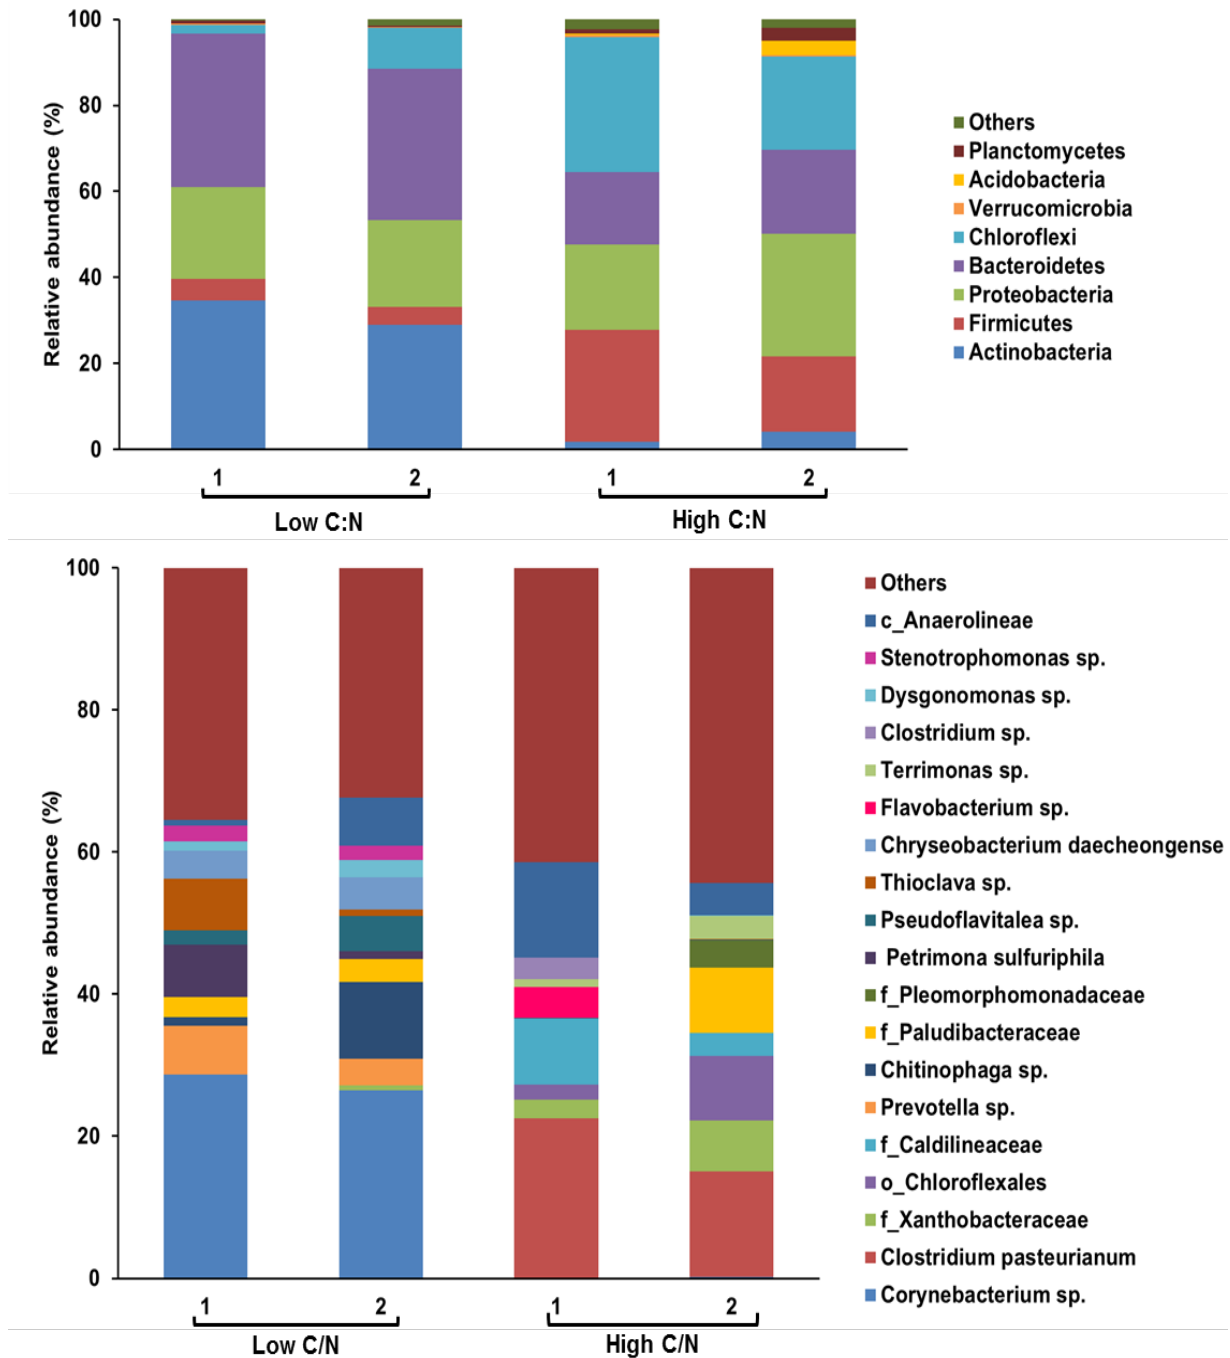 Relative abundance (%)
100
80
60
40
20
0
1
2
1
2
Low C:N
High C:N
Others
Planctomycetes
Acidobacteria
Verrucomicrobia
Chloroflexi
Bacteroidetes
Proteobacteria
Firmicutes
Actinobacteria
Relative abundance (%)
100
80
60
40
20
0
1
2
1
2
Low C/N
High C/N
Others
c_Anaerolineae
Stenotrophomonas sp.
Dysgonomonas sp.
Clostridium sp.
Terrimonas sp.
Flavobacterium sp.
Chryseobacterium daecheongense
Thioclava sp.
Pseudoflavitalea sp.
Petrimona sulfuriphila
f_Pleomorphomonadaceae
f_Paludibacteraceae
Chitinophaga sp.
Prevotella sp.
f_Caldilineaceae
o_Chloroflexales
f_Xanthobacteraceae
Clostridium pasteurianum
Corynebacterium sp.